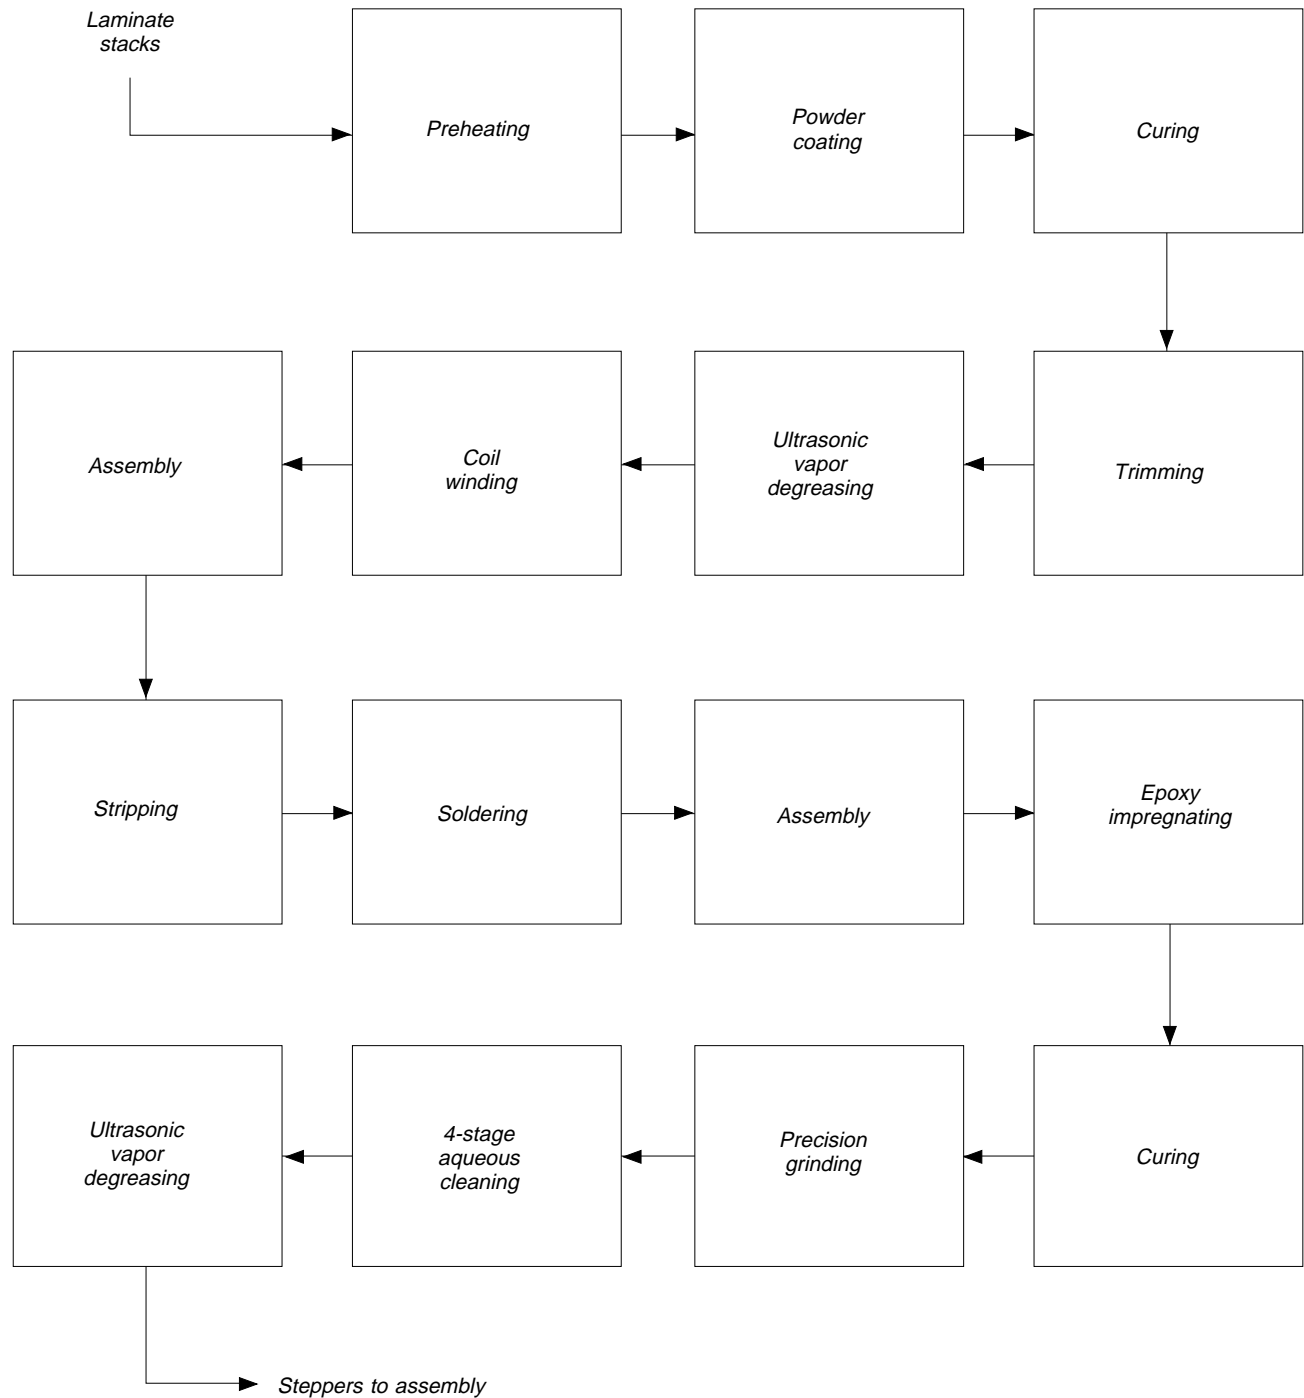 Laminate
stacks
Preheating
Powder
coating
Curing
Trimming
Ultrasonic
vapor
degreasing
Coil
winding
Assembly
Stripping
Soldering
Assembly
Epoxy
impregnating
Curing
Precision
grinding
4-stage
aqueous
cleaning
Ultrasonic
vapor
degreasing
Steppers to assembly